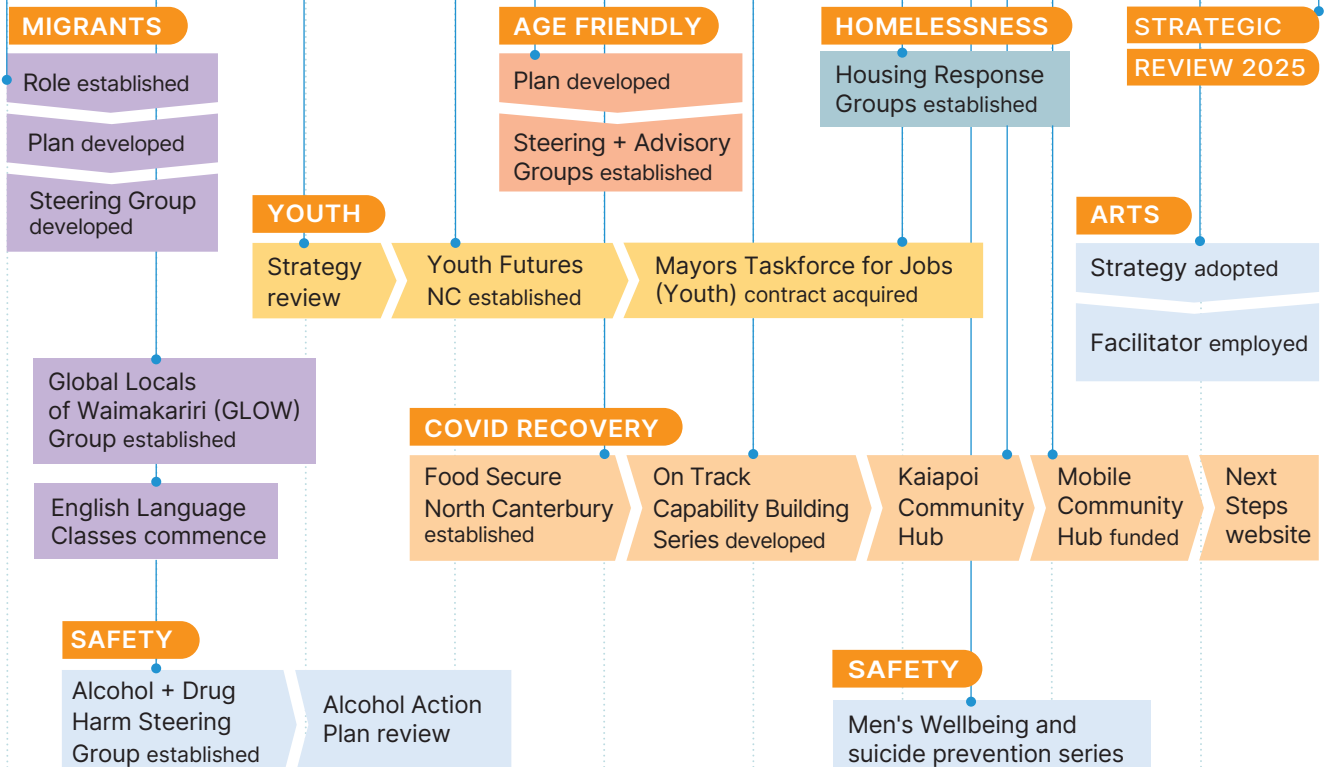 MIGRANTS
Role established
Plan developed
Steering Group
developed
Global Locals
of Waimakariri (GLOW)
Group established
English Language
Classes commence
SAFETY
Alcohol + Drug
Harm Steering
Group established
Alcohol Action
Plan review
YOUTH
Strategy
review
Youth Futures
NC established
Mayors Taskforce for Jobs
(Youth) contract acquired
AGE FRIENDLY
Plan developed
Steering + Advisory
Groups established
COVID RECOVERY
Food Secure
North Canterbury
established
On Track
Capability Building
Series developed
Kaiapoi
Community
Hub
Mobile
Community
Hub funded
Next
Steps
website
HOMELESSNESS
Housing Response
Groups established
SAFETY
Men's Wellbeing and
suicide prevention series
STRATEGIC
REVIEW 2025
ARTS
Strategy adopted
Facilitator employed